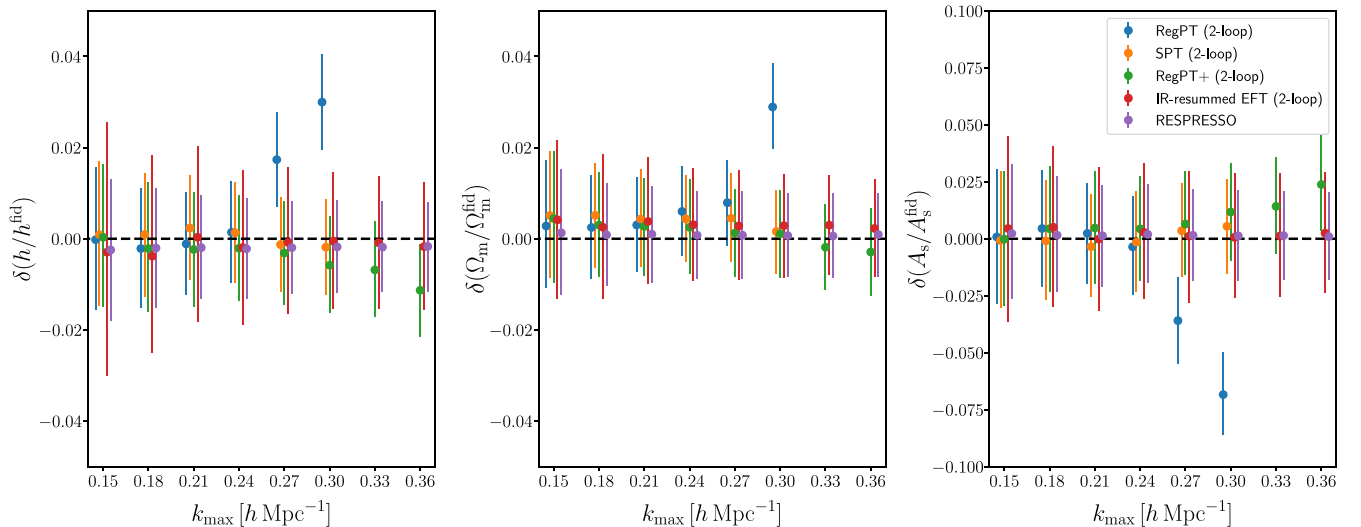 δ(h/h^fid)
0.04
0.02
0.00
−0.02
−0.04
0.15 0.18 0.21 0.24 0.27 0.30 0.33 0.36
k_max [h Mpc^−1]
δ(Ω_m/Ω_m^fid)
0.04
0.02
0.00
−0.02
−0.04
0.15 0.18 0.21 0.24 0.27 0.30 0.33 0.36
k_max [h Mpc^−1]
δ(A_s/A_s^fid)
0.100
0.075
0.050
0.025
0.000
−0.025
−0.050
−0.075
−0.100
0.15 0.18 0.21 0.24 0.27 0.30 0.33 0.36
k_max [h Mpc^−1]
RegPT (2-loop)
SPT (2-loop)
RegPT+ (2-loop)
IR-resummed EFT (2-loop)
RESPRESSO